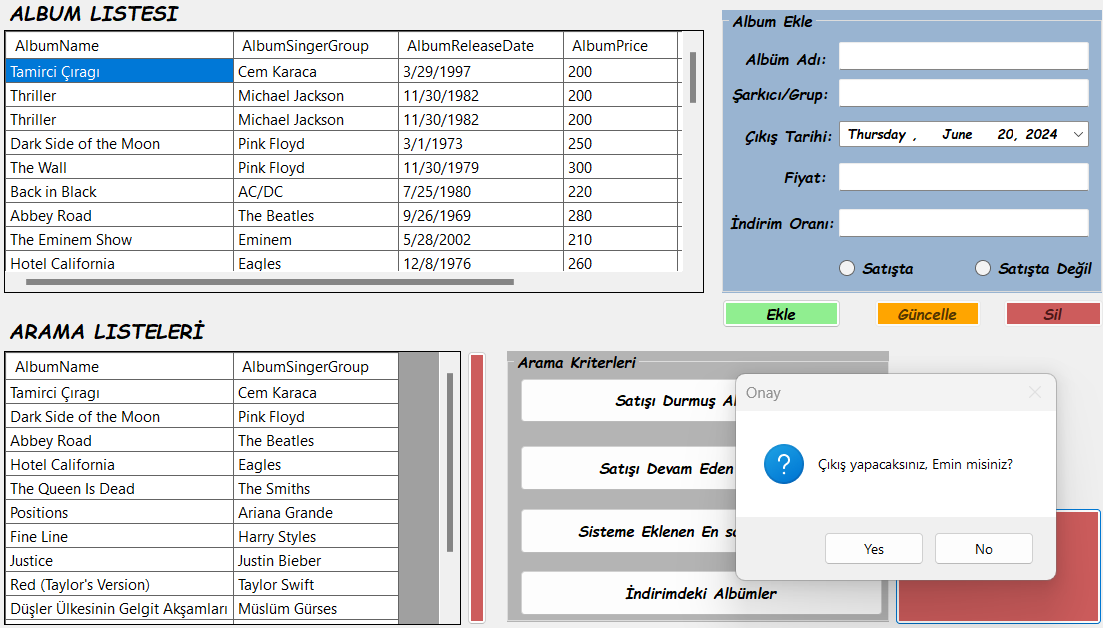 ALBUM LISTESI
AlbumName AlbumSingerGroup AlbumReleaseDate AlbumPrice
Tamirci Çıragı Cem Karaca 3/29/1997 200
Thriller Michael Jackson 11/30/1982 200
Thriller Michael Jackson 11/30/1982 200
Dark Side of the Moon Pink Floyd 3/1/1973 250
The Wall Pink Floyd 11/30/1979 300
Back in Black AC/DC 7/25/1980 220
Abbey Road The Beatles 9/26/1969 280
The Eminem Show Eminem 5/28/2002 210
Hotel California Eagles 12/8/1976 260
Album Ekle
Albüm Adı:
Şarkıcı/Grup:
Çıkış Tarihi: Thursday , June 20, 2024
Fiyat:
İndirim Oranı:
Satışta Satışta Değil
Ekle Güncelle Sil
ARAMA LİSTELERİ
AlbumName AlbumSingerGroup
Tamirci Çıragı Cem Karaca
Dark Side of the Moon Pink Floyd
Abbey Road The Beatles
Hotel California Eagles
The Queen Is Dead The Smiths
Positions Ariana Grande
Fine Line Harry Styles
Justice Justin Bieber
Red (Taylor's Version) Taylor Swift
Düşler Ülkesinin Gelgit Akşamları Müslüm Gürses
Arama Kriterleri
Satışı Durmuş
Satışı Devam Eden
Sisteme Eklenen En
İndirimdeki Albümler
Onay
Çıkış yapacaksınız, Emin misiniz?
Yes No